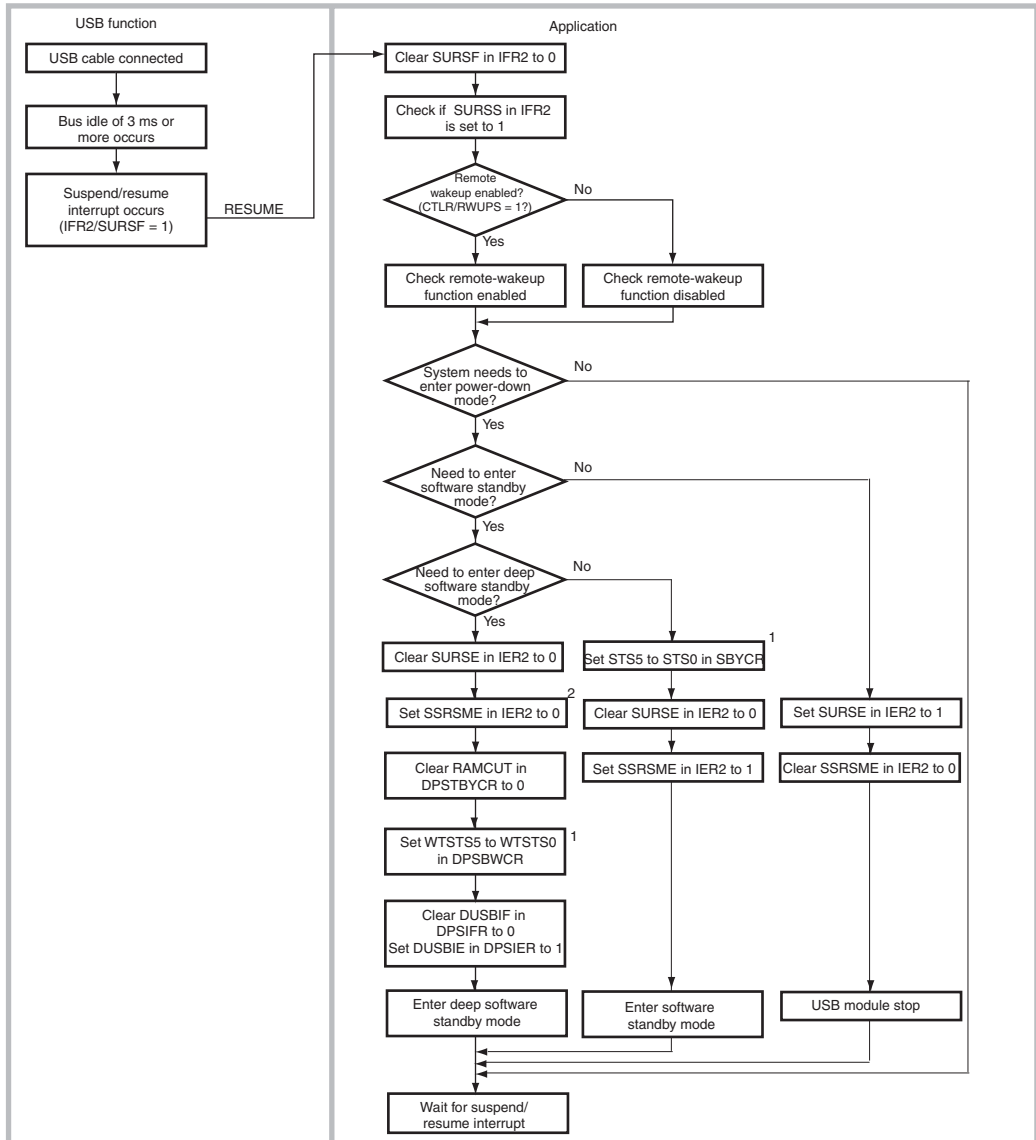 USB function
USB cable connected
Bus idle of 3 ms or
more occurs
Suspend/resume
interrupt occurs
(IFR2/SURSF = 1)
RESUME
Application
Clear SURSF in IFR2 to 0
Check if SURSS in IFR2
is set to 1
Remote
wakeup enabled?
(CTLR/RWUPS = 1?)
No
Yes
Check remote-wakeup
function enabled
Check remote-wakeup
function disabled
System needs to
enter power-down
mode?
No
Yes
Need to enter
software standby
mode?
No
Yes
Need to enter deep
software standby
mode?
No
Yes
Clear SURSE in IER2 to 0
Set SSRSME in IER2 to 0
2
Clear RAMCUT in
DPSTBYCR to 0
Set WTSTS5 to WTSTS0
in DPSBWCR
1
Clear DUSBIF in
DPSIFR to 0
Set DUSBIE in DPSIER to 1
Enter deep software
standby mode
Set STS5 to STS0 in SBYCR
1
Clear SURSE in IER2 to 0
Set SSRSME in IER2 to 1
Enter software
standby mode
Set SURSE in IER2 to 1
Clear SSRSME in IER2 to 0
USB module stop
Wait for suspend/
resume interrupt